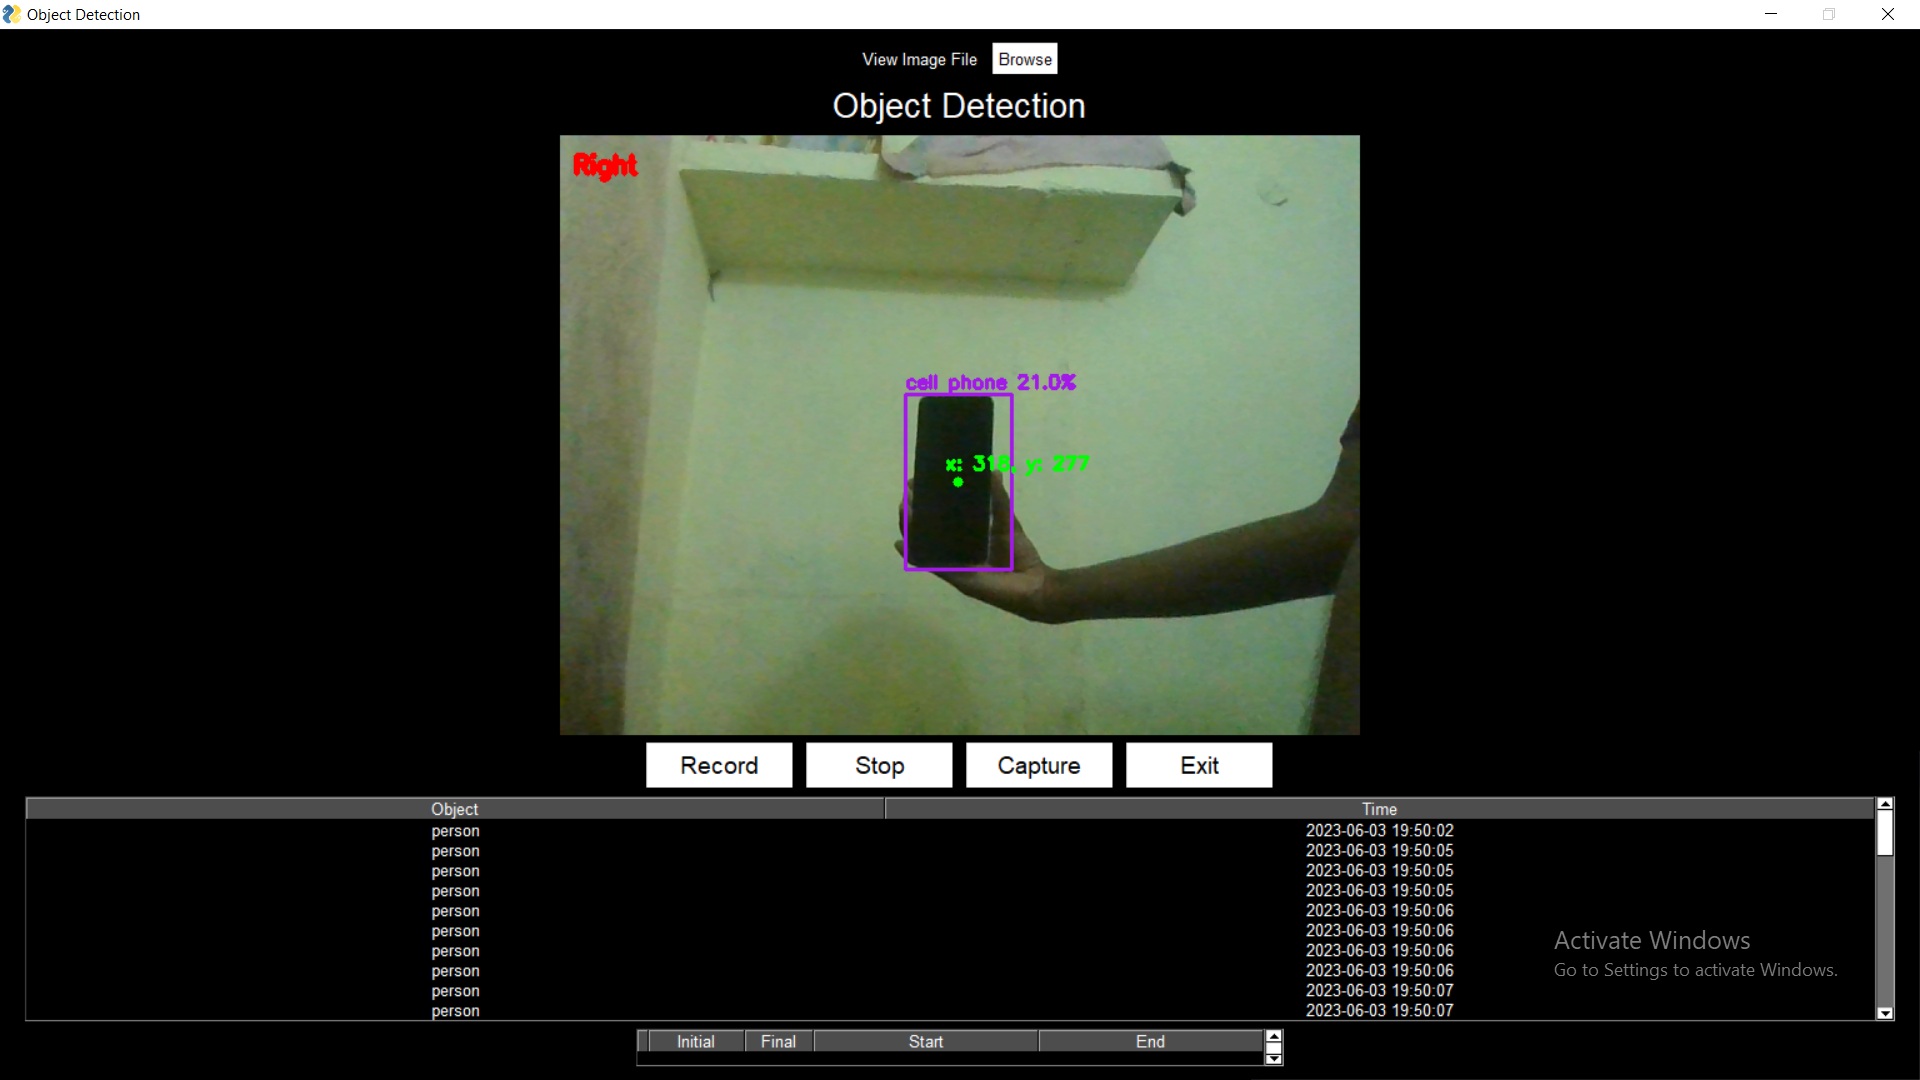 Object Detection
View Image File Browse
Object Detection
Right
cell phone 21.0%
x: 318, y: 277
Record Stop Capture Exit
Object Time
person 2023-06-03 19:50:02
person 2023-06-03 19:50:05
person 2023-06-03 19:50:05
person 2023-06-03 19:50:05
person 2023-06-03 19:50:06
person 2023-06-03 19:50:06
person 2023-06-03 19:50:06
person 2023-06-03 19:50:06
person 2023-06-03 19:50:07
person 2023-06-03 19:50:07
Activate Windows
Go to Settings to activate Windows.
Initial Final Start End